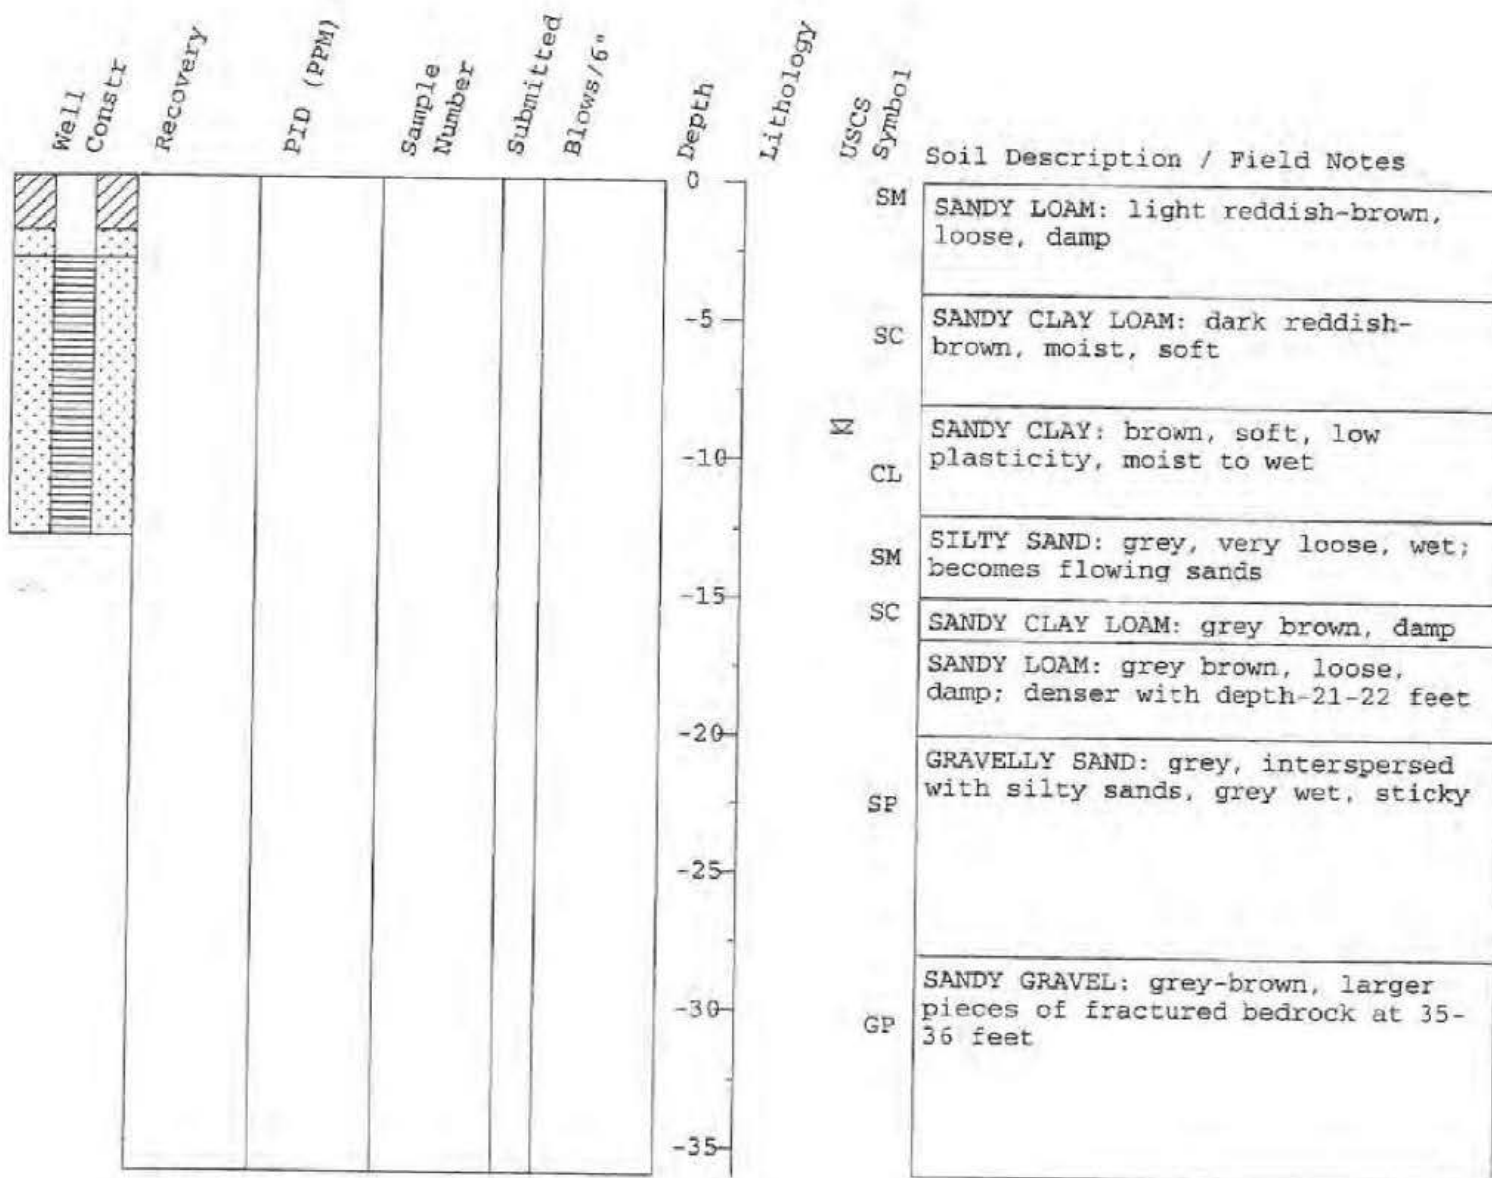 Well
Constr
Recovery
PID (PPM)
Sample
Number
Submitted
Blows/6"
Depth
Lithology
USCS
Symbol
Soil Description / Field Notes
0
SM
SANDY LOAM: light reddish-brown,
loose, damp
-5
SC
SANDY CLAY LOAM: dark reddish-
brown, moist, soft
-10
CL
SANDY CLAY: brown, soft, low
plasticity, moist to wet
SM
SILTY SAND: grey, very loose, wet;
becomes flowing sands
-15
SC
SANDY CLAY LOAM: grey brown, damp
SANDY LOAM: grey brown, loose,
damp; denser with depth-21-22 feet
-20
GRAVELLY SAND: grey, interspersed
with silty sands, grey wet, sticky
SP
-25
SANDY GRAVEL: grey-brown, larger
pieces of fractured bedrock at 35-
36 feet
-30
GP
-35